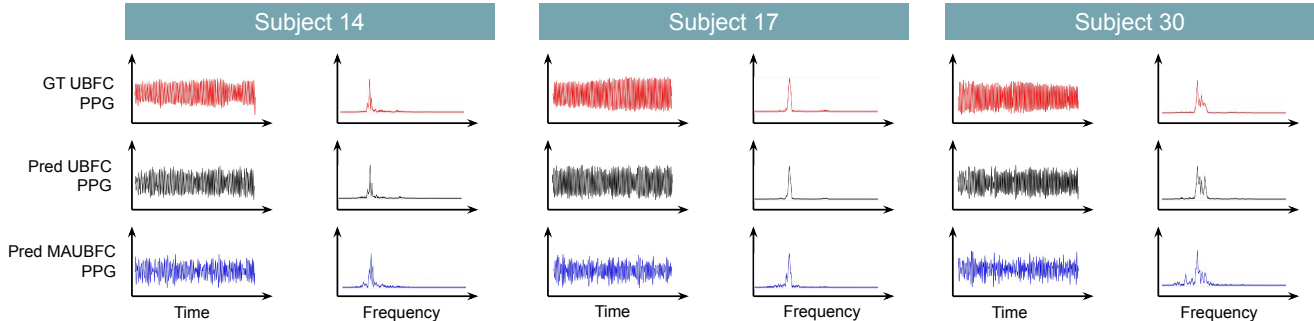 Subject 14
Subject 17
Subject 30
GT UBFC
PPG
Pred UBFC
PPG
Pred MAUBFC
PPG
Time
Frequency
Time
Frequency
Time
Frequency